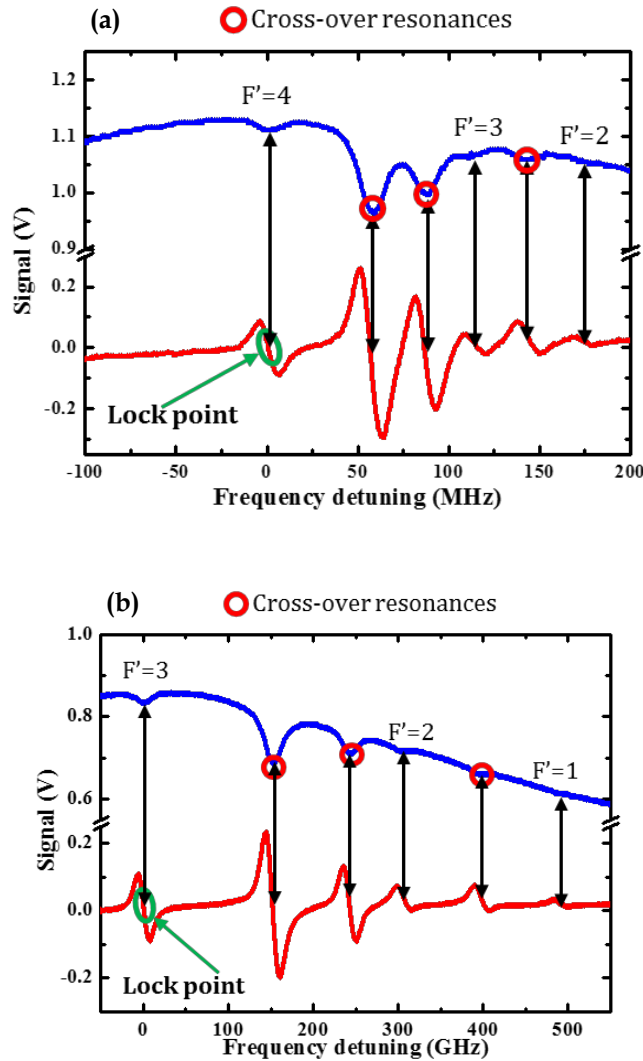 (a)
Cross-over resonances
1.2
1.1
1.0
0.9
0.2
0.0
-0.2
Signal (V)
F'=4
F'=3
F'=2
Lock point
-100 -50 0 50 100 150 200
Frequency detuning (MHz)
(b)
Cross-over resonances
1.0
0.8
0.6
0.2
0.0
-0.2
Signal (V)
F'=3
F'=2
F'=1
Lock point
0 100 200 300 400 500
Frequency detuning (GHz)